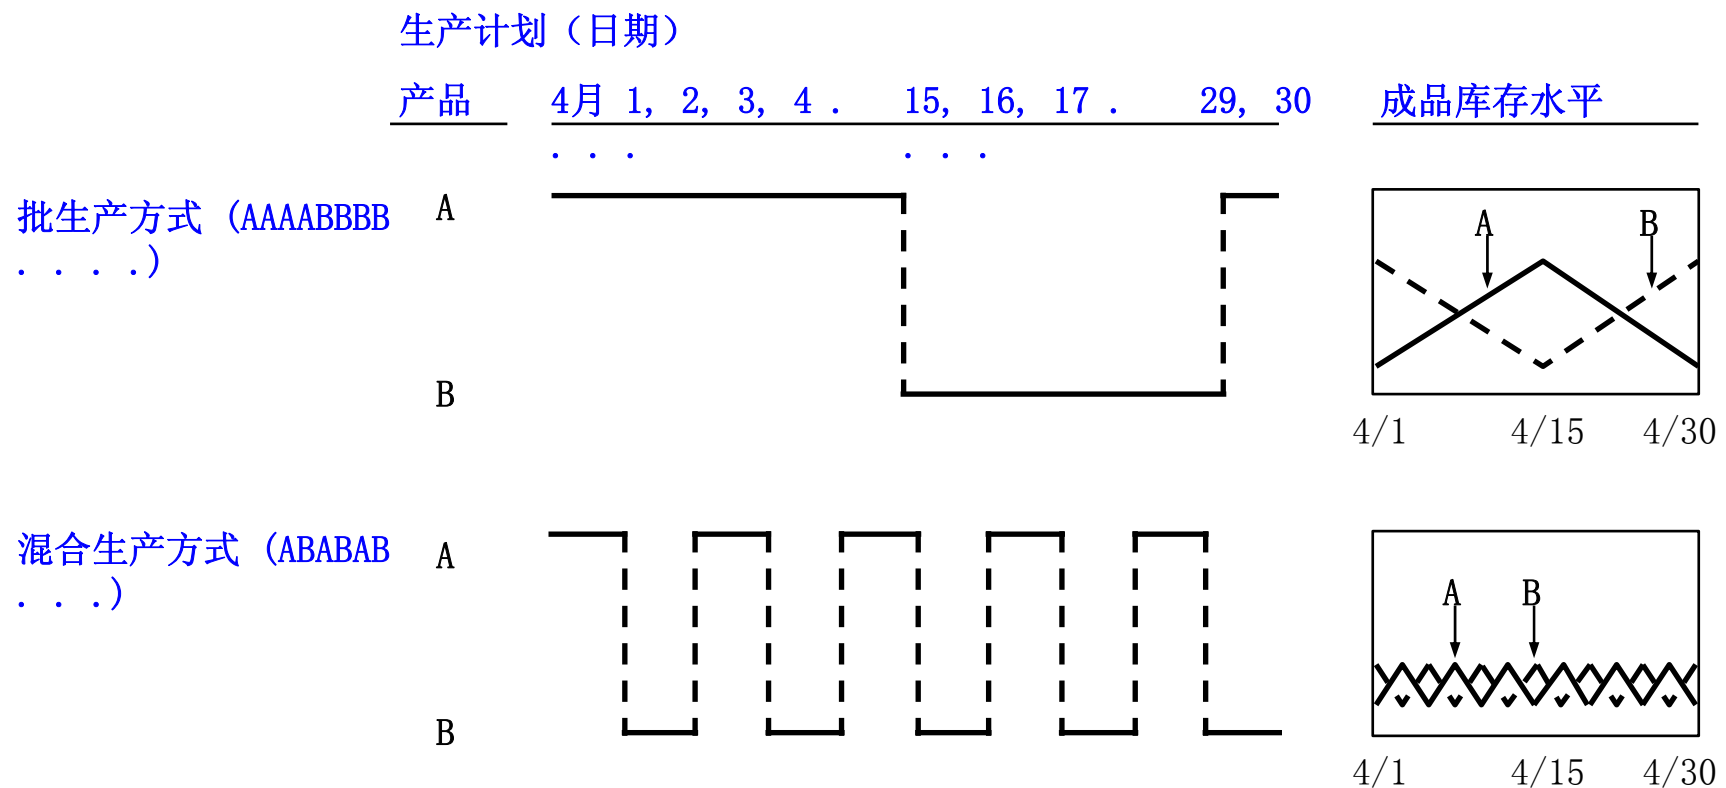 生产计划（日期）
产品 4月 1, 2, 3, 4 . 15, 16, 17 . 29, 30 成品库存水平
. . . . . .
批生产方式 (AAAABBBB
. . . .)
A
B
A B
4/1 4/15 4/30
混合生产方式 (ABABAB
. . .)
A
B
A B
4/1 4/15 4/30